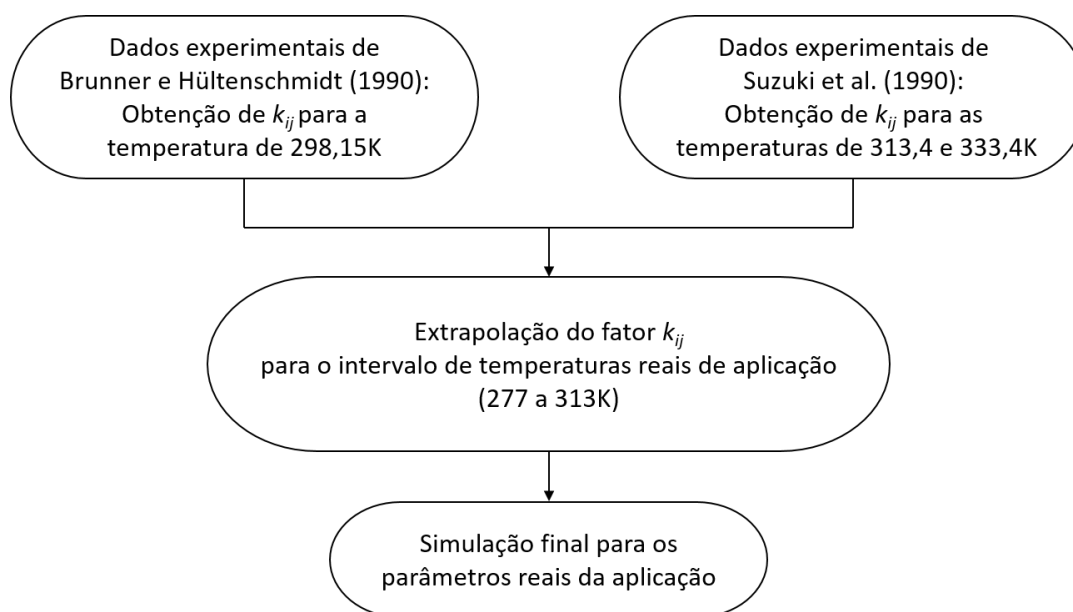 Dados experimentais de
Brunner e Hültenschmidt (1990):
Obtenção de kij para a
temperatura de 298,15K
Dados experimentais de
Suzuki et al. (1990):
Obtenção de kij para as
temperaturas de 313,4 e 333,4K
Extrapolação do fator kij
para o intervalo de temperaturas reais de aplicação
(277 a 313K)
Simulação final para os
parâmetros reais da aplicação